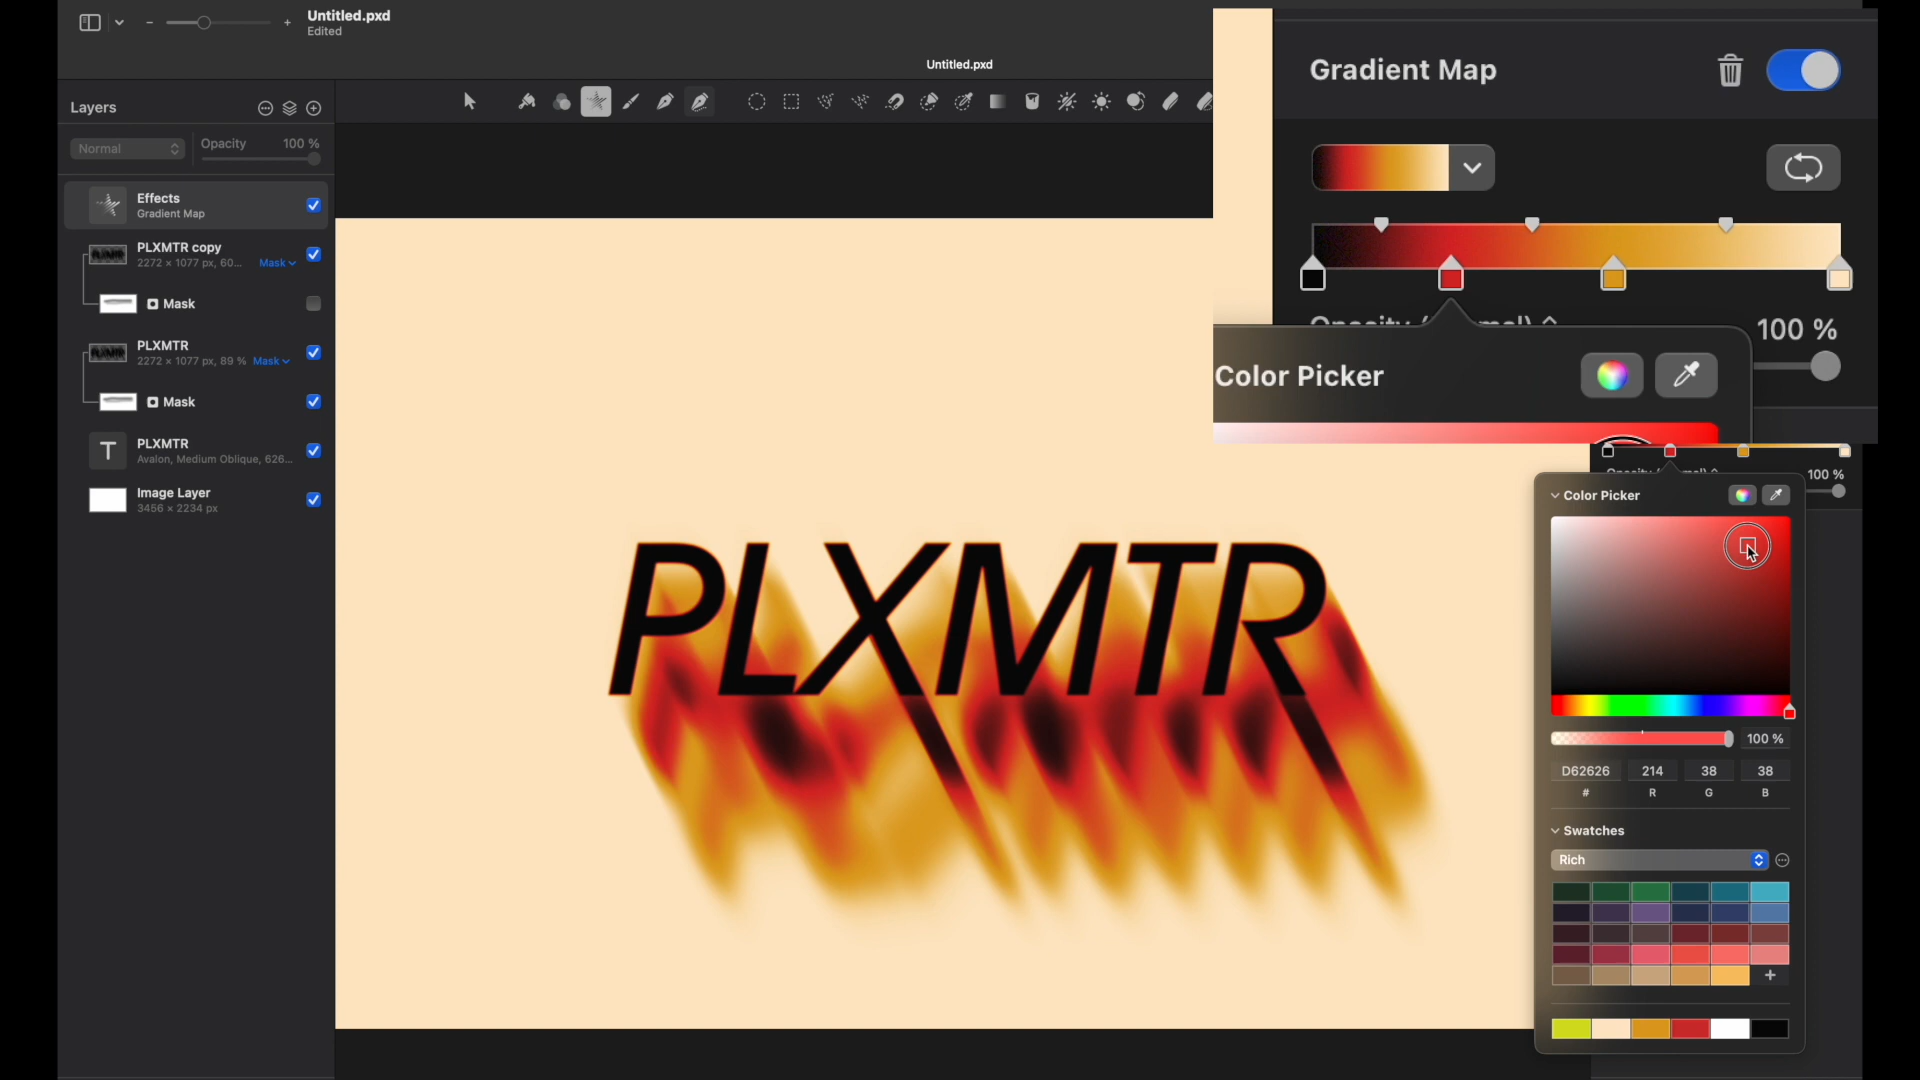 Untitled.pxd
Edited
Untitled.pxd
Layers
Normal
Opacity 100 %
Effects
Gradient Map
PLXMTR copy
2272 × 1077 px, 60... Mask
Mask
PLXMTR
2272 × 1077 px, 89 % Mask
Mask
T
PLXMTR
Avalon, Medium Oblique, 626...
Image Layer
3456 × 2234 px
PLXMTR
Gradient Map
100 %
Color Picker
100 %
Color Picker
100 %
D62626 214 38 38
# R G B
Swatches
Rich